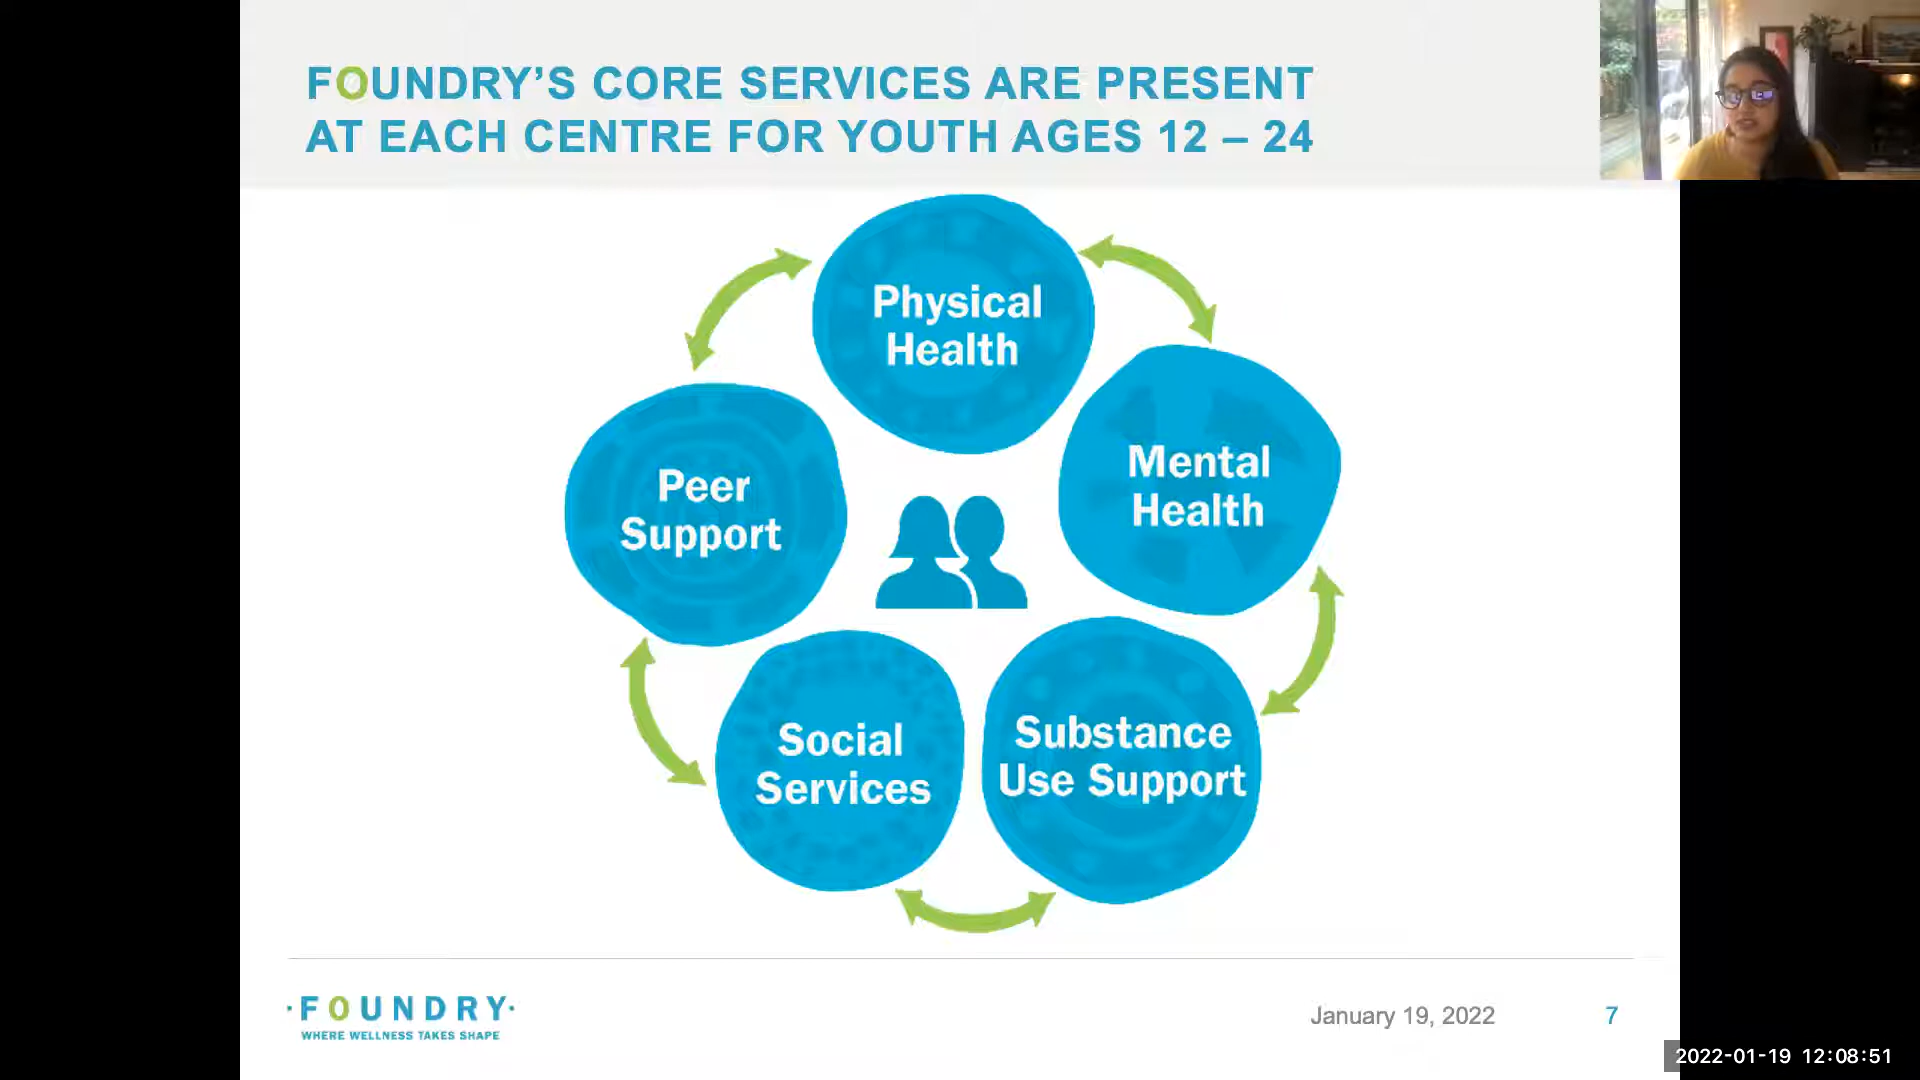 FOUNDRY’S CORE SERVICES ARE PRESENT
AT EACH CENTRE FOR YOUTH AGES 12 – 24
Physical
Health
Mental
Health
Peer
Support
Social
Services
Substance
Use Support
·FOUNDRY·
WHERE WELLNESS TAKES SHAPE
January 19, 2022
7
2022-01-19 12:08:51